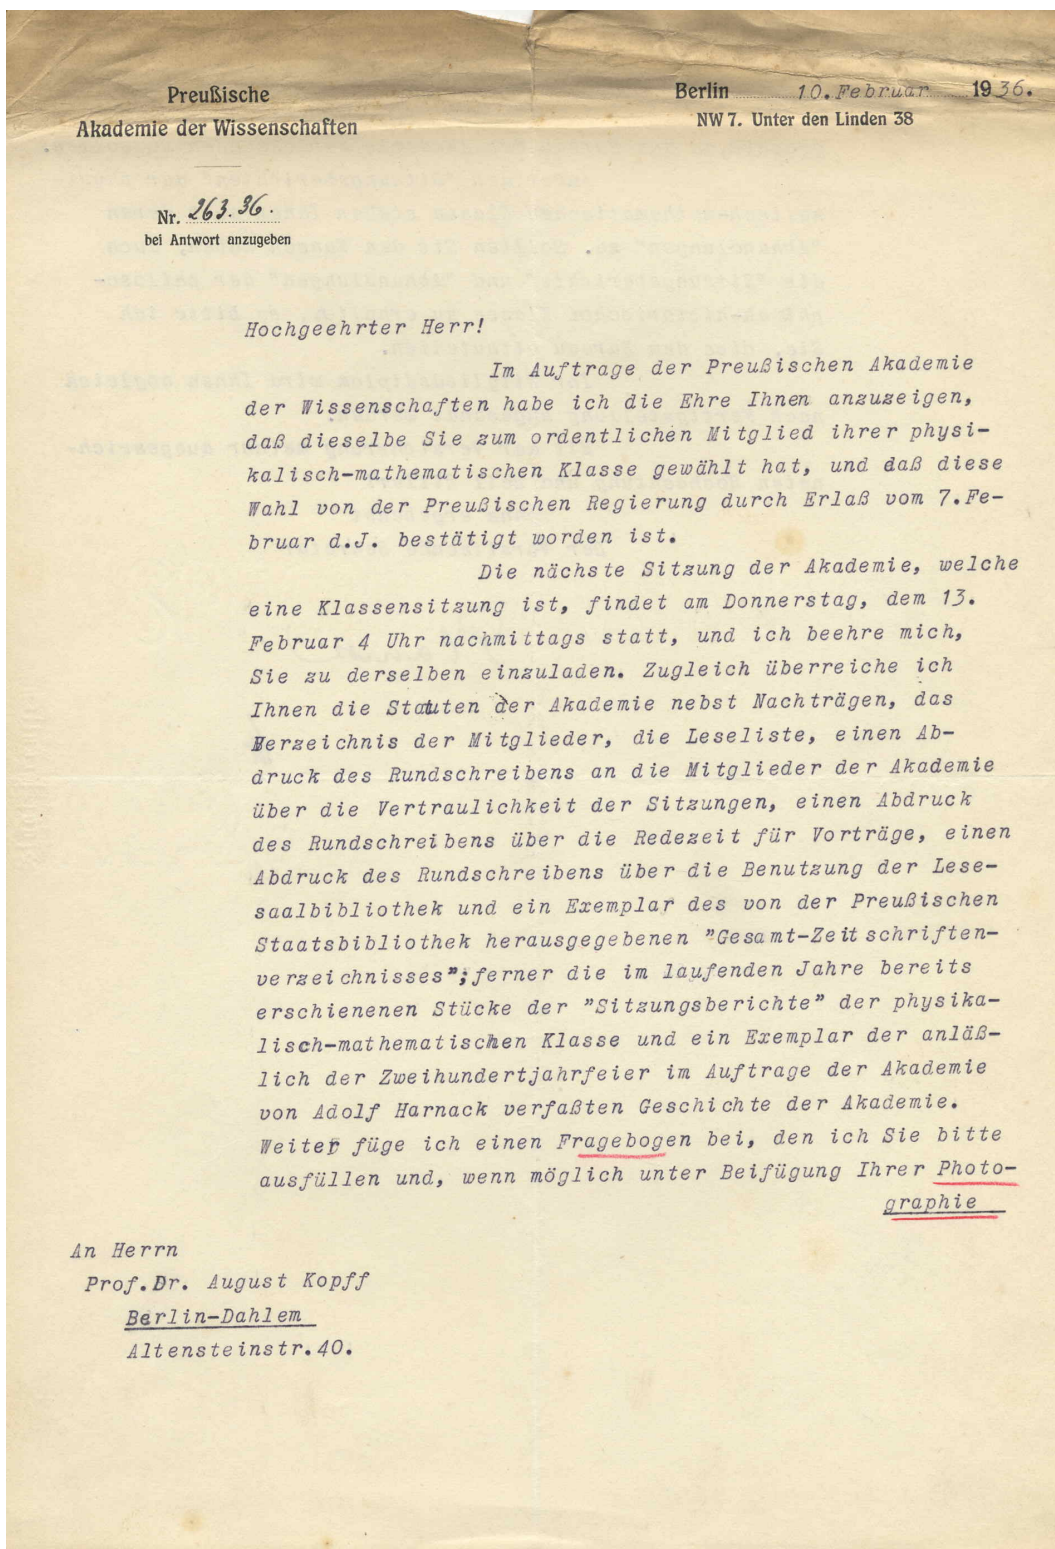 Preußische
Akademie der Wissenschaften
Berlin 10. Februar 1936.
NW 7. Unter den Linden 38
Nr. 263.36.
bei Antwort anzugeben
Hochgeehrter Herr!
Im Auftrage der Preußischen Akademie
der Wissenschaften habe ich die Ehre Ihnen anzuzeigen,
daß dieselbe Sie zum ordentlichen Mitglied ihrer physi-
kalisch-mathematischen Klasse gewählt hat, und daß diese
Wahl von der Preußischen Regierung durch Erlaß vom 7.Fe-
bruar d.J. bestätigt worden ist.
Die nächste Sitzung der Akademie, welche
eine Klassensitzung ist, findet am Donnerstag, dem 13.
Februar 4 Uhr nachmittags statt, und ich beehre mich,
Sie zu derselben einzuladen. Zugleich überreiche ich
Ihnen die Statuten der Akademie nebst Nachträgen, das
Verzeichnis der Mitglieder, die Leseliste, einen Ab-
druck des Rundschreibens an die Mitglieder der Akademie
über die Vertraulichkeit der Sitzungen, einen Abdruck
des Rundschreibens über die Redezeit für Vorträge, einen
Abdruck des Rundschreibens über die Benutzung der Lese-
saalbibliothek und ein Exemplar des von der Preußischen
Staatsbibliothek herausgegebenen "Gesamt-Zeitschriften-
verzeichnisses"; ferner die im laufenden Jahre bereits
erschienenen Stücke der "Sitzungsberichte" der physika-
lisch-mathematischen Klasse und ein Exemplar der anläß-
lich der Zweihundertjahrfeier im Auftrage der Akademie
von Adolf Harnack verfaßten Geschichte der Akademie.
Weiter füge ich einen Fragebogen bei, den ich Sie bitte
ausfüllen und, wenn möglich unter Beifügung Ihrer Photo-
graphie
An Herrn
Prof.Dr. August Kopff
Berlin-Dahlem
Altensteinstr.40.